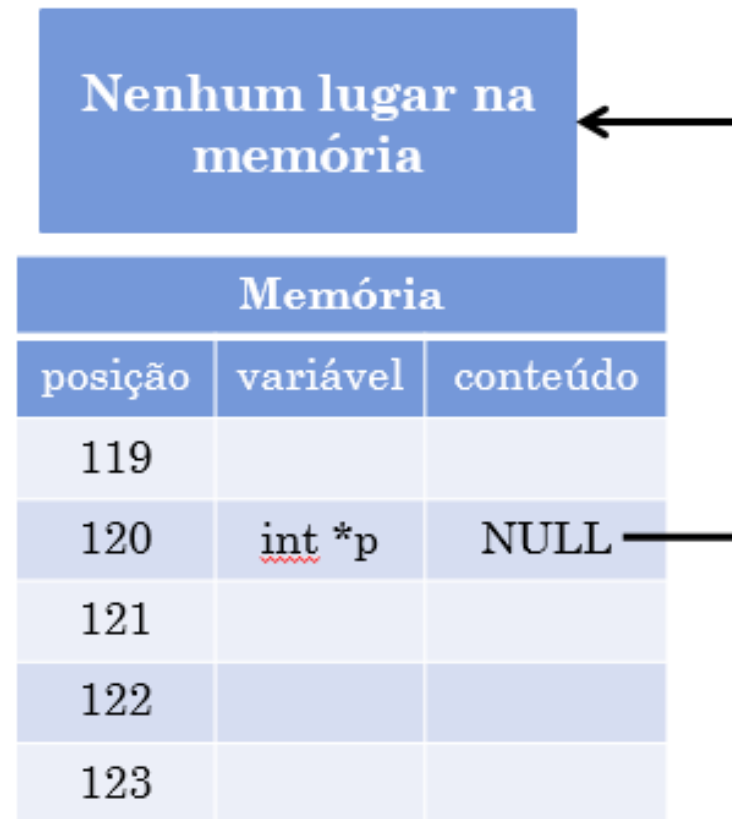 Nenhum lugar na
memória
Memória
posição variável conteúdo
119
120 int *p NULL
121
122
123